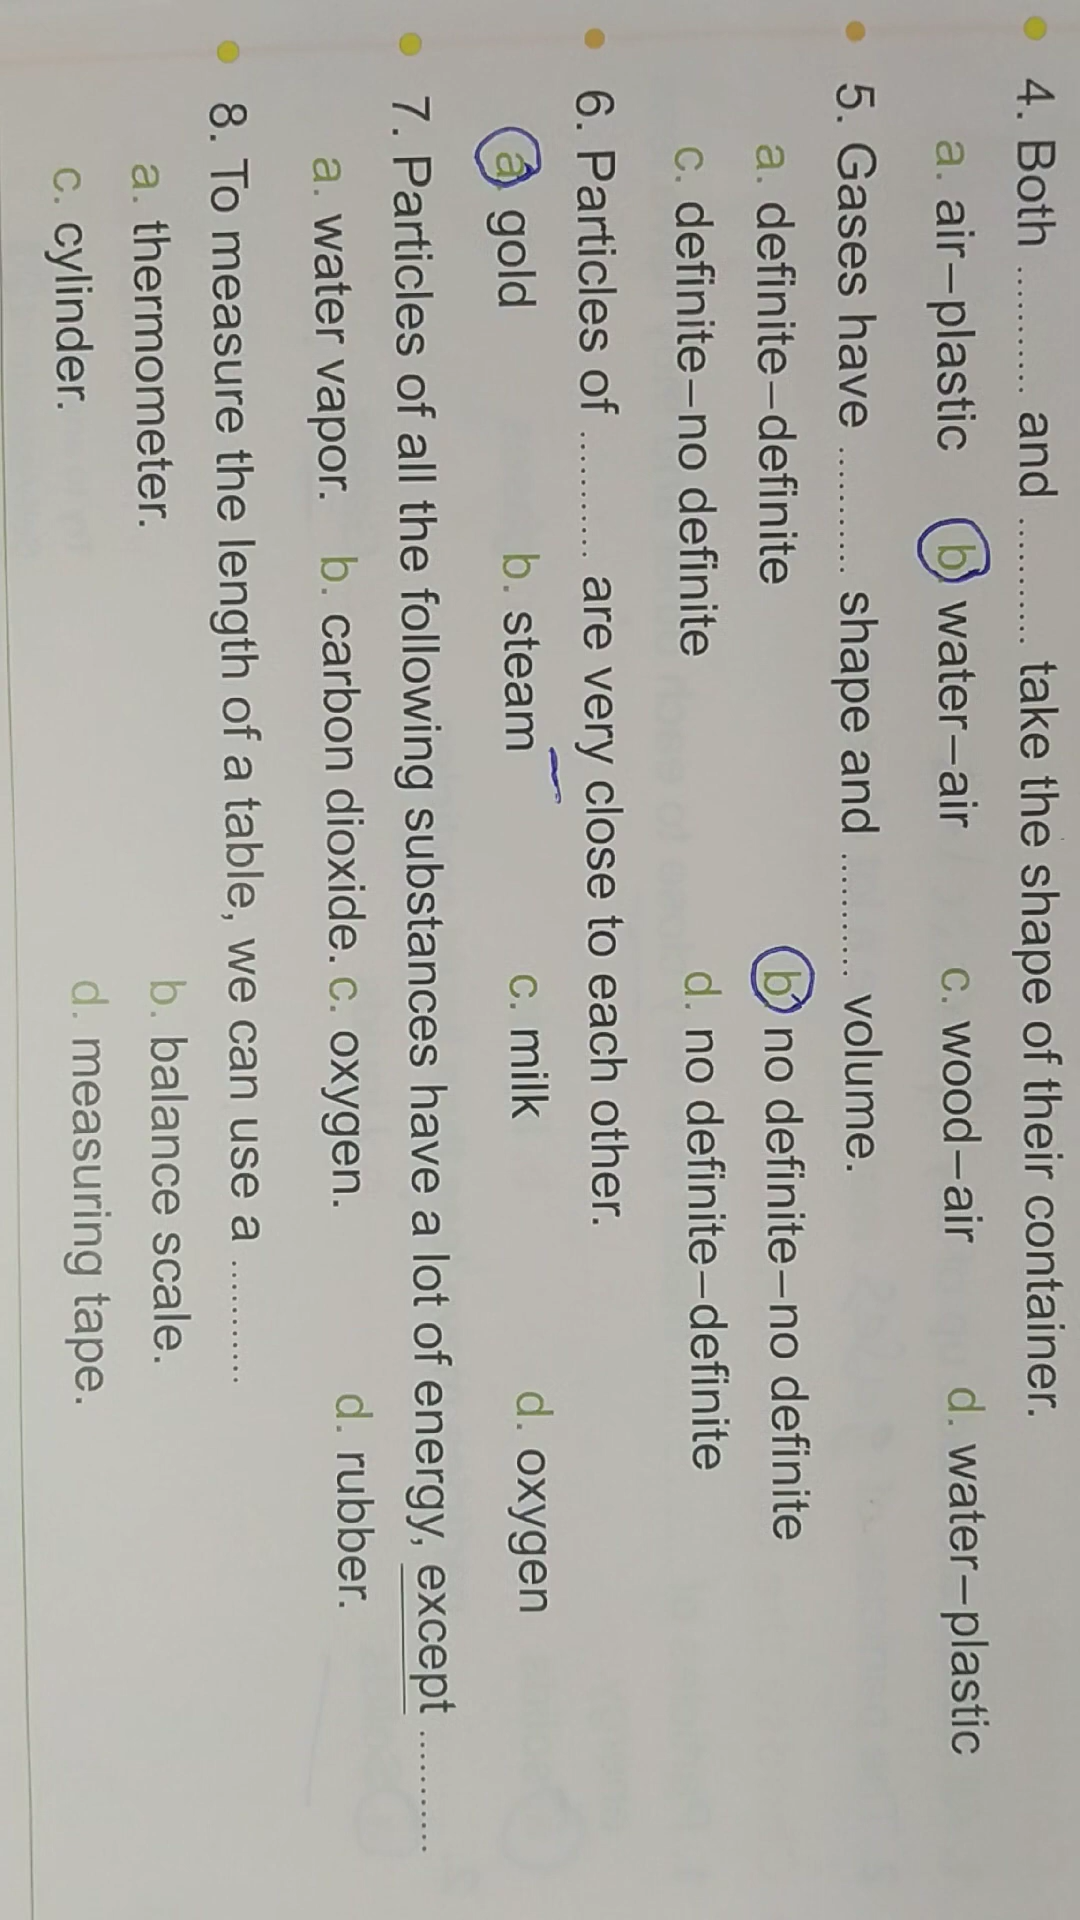 4. Both .......... and .......... take the shape of their container.
a. air–plastic b. water–air c. wood–air d. water–plastic
5. Gases have .......... shape and .......... volume.
a. definite–definite b. no definite–no definite
c. definite–no definite d. no definite–definite
6. Particles of .......... are very close to each other.
a. gold b. steam c. milk d. oxygen
7. Particles of all the following substances have a lot of energy, except ..........
a. water vapor. b. carbon dioxide. c. oxygen. d. rubber.
8. To measure the length of a table, we can use a ..........
a. thermometer. b. balance scale.
c. cylinder. d. measuring tape.